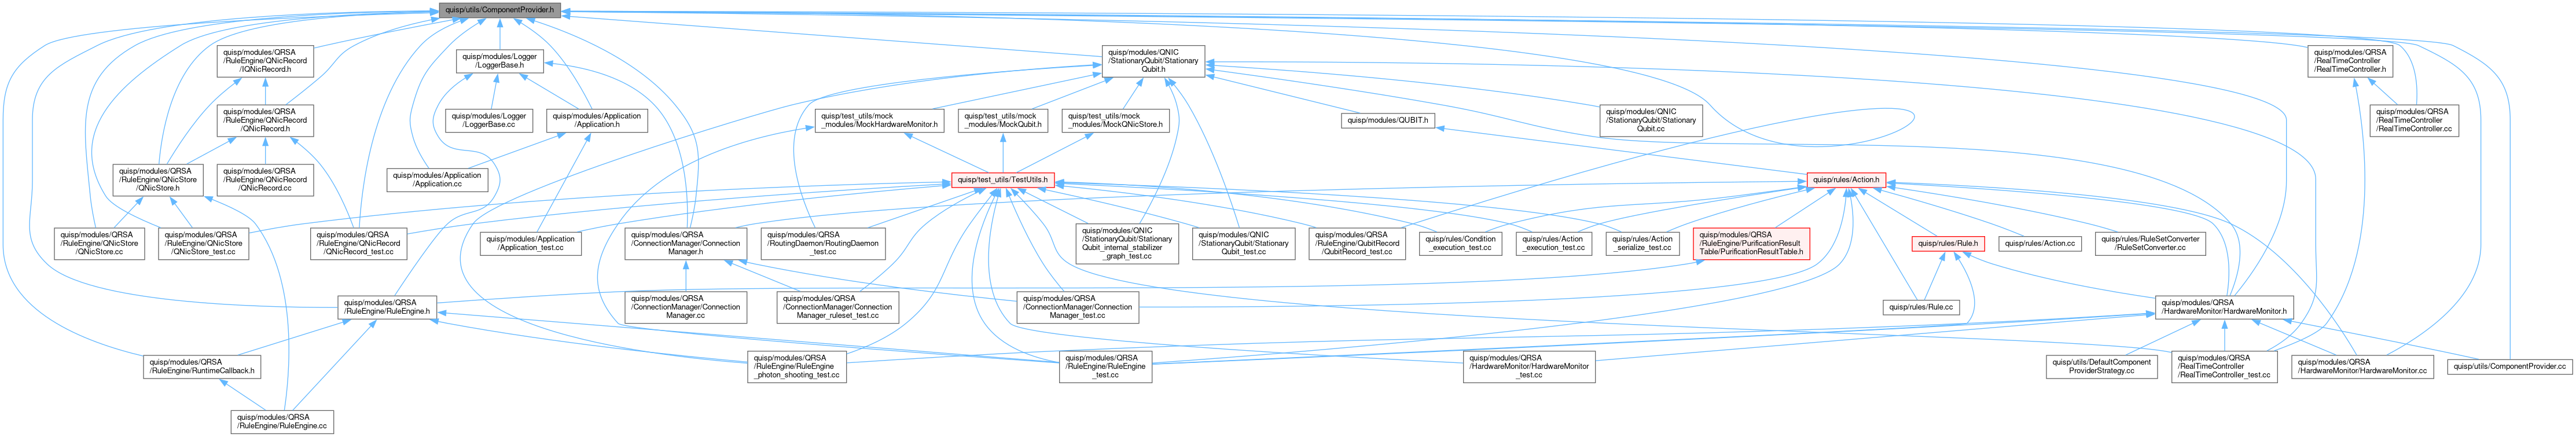 quisp/utils/ComponentProvider.h
quisp/modules/QRSA
/RuleEngine/QNicRecord
/IQNicRecord.h
quisp/modules/Logger
/LoggerBase.h
quisp/modules/QNIC
/StationaryQubit/Stationary
Qubit.h
quisp/modules/QRSA
/RealTimeController
/RealTimeController.h
quisp/modules/QRSA
/RuleEngine/QNicRecord
/QNicRecord.h
quisp/modules/Logger
/LoggerBase.cc
quisp/modules/Application
/Application.h
quisp/test_utils/mock
_modules/MockHardwareMonitor.h
quisp/test_utils/mock
_modules/MockQubit.h
quisp/test_utils/mock
_modules/MockQNicStore.h
quisp/modules/QUBIT.h
quisp/modules/QNIC
/StationaryQubit/Stationary
Qubit.cc
quisp/modules/QRSA
/RealTimeController
/RealTimeController.cc
quisp/modules/QRSA
/RuleEngine/QNicStore
/QNicStore.h
quisp/modules/QRSA
/RuleEngine/QNicRecord
/QNicRecord.cc
quisp/modules/Application
/Application.cc
quisp/test_utils/TestUtils.h
quisp/rules/Action.h
quisp/modules/QRSA
/RuleEngine/QNicStore
/QNicStore.cc
quisp/modules/QRSA
/RuleEngine/QNicStore
/QNicStore_test.cc
quisp/modules/QRSA
/RuleEngine/QNicRecord
/QNicRecord_test.cc
quisp/modules/Application
/Application_test.cc
quisp/modules/QRSA
/ConnectionManager/Connection
Manager.h
quisp/modules/QRSA
/RoutingDaemon/RoutingDaemon
_test.cc
quisp/modules/QNIC
/StationaryQubit/Stationary
Qubit_internal_stabilizer
_graph_test.cc
quisp/modules/QNIC
/StationaryQubit/Stationary
Qubit_test.cc
quisp/modules/QRSA
/RuleEngine/QubitRecord
/QubitRecord_test.cc
quisp/rules/Condition
_execution_test.cc
quisp/rules/Action
_execution_test.cc
quisp/rules/Action
_serialize_test.cc
quisp/modules/QRSA
/RuleEngine/PurificationResult
Table/PurificationResultTable.h
quisp/rules/Rule.h
quisp/rules/Action.cc
quisp/rules/RuleSetConverter
/RuleSetConverter.cc
quisp/modules/QRSA
/RuleEngine/RuleEngine.h
quisp/modules/QRSA
/ConnectionManager/Connection
Manager.cc
quisp/modules/QRSA
/ConnectionManager/Connection
Manager_ruleset_test.cc
quisp/modules/QRSA
/ConnectionManager/Connection
Manager_test.cc
quisp/rules/Rule.cc
quisp/modules/QRSA
/HardwareMonitor/HardwareMonitor.h
quisp/modules/QRSA
/RuleEngine/RuntimeCallback.h
quisp/modules/QRSA
/RuleEngine/RuleEngine
_photon_shooting_test.cc
quisp/modules/QRSA
/RuleEngine/RuleEngine
_test.cc
quisp/modules/QRSA
/HardwareMonitor/HardwareMonitor
_test.cc
quisp/utils/DefaultComponent
ProviderStrategy.cc
quisp/modules/QRSA
/RealTimeController
/RealTimeController_test.cc
quisp/modules/QRSA
/HardwareMonitor/HardwareMonitor.cc
quisp/utils/ComponentProvider.cc
quisp/modules/QRSA
/RuleEngine/RuleEngine.cc